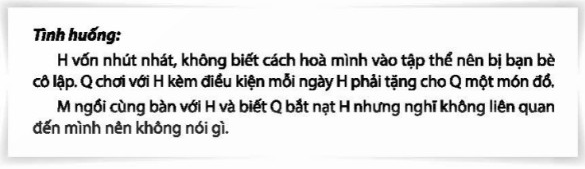 Tình huống:
H vốn nhút nhát, không biết cách hoà mình vào tập thể nên bị bạn bè
cô lập. Q chơi với H kèm điều kiện mỗi ngày H phải tặng cho Q một món đồ.
M ngồi cùng bàn với H và biết Q bắt nạt H nhưng nghĩ không liên quan
đến mình nên không nói gì.